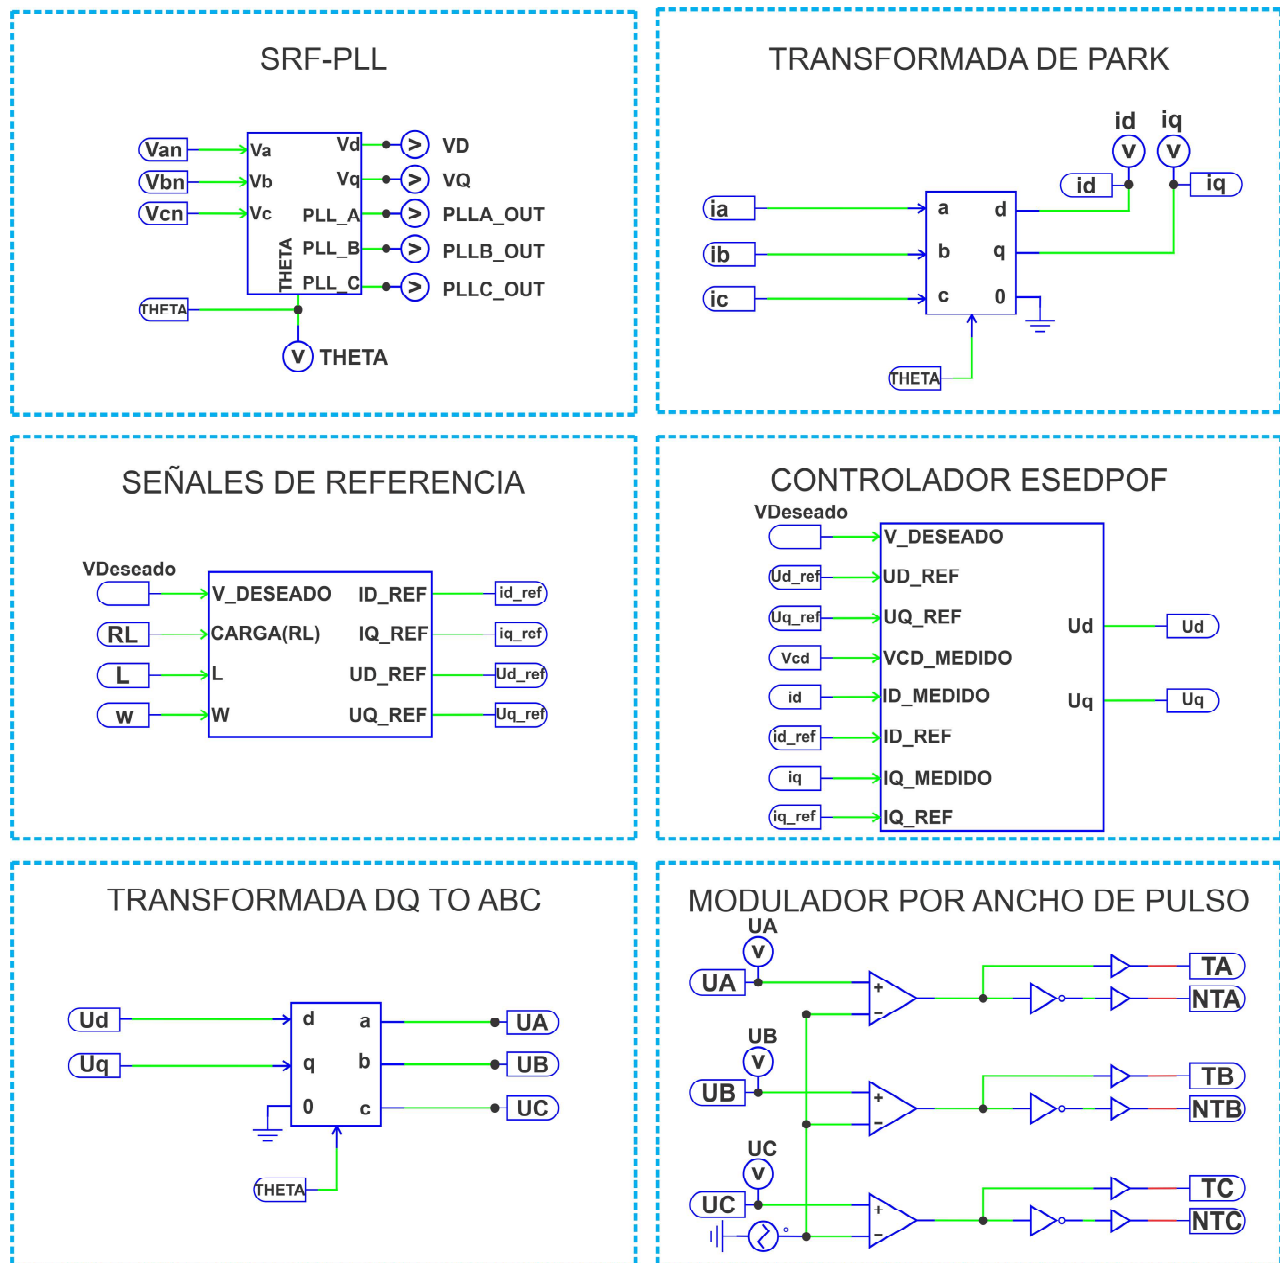 SRF-PLL
Van
Vbn
Vcn
Va
Vb
Vc
THETA
Vd
Vq
PLL_A
PLL_B
PLL_C
VD
VQ
PLLA_OUT
PLLB_OUT
PLLC_OUT
THETA
V
THETA
TRANSFORMADA DE PARK
id
iq
V
V
id
iq
ia
ib
ic
a
b
c
d
q
0
THETA
SEÑALES DE REFERENCIA
VDeseado
RL
L
w
V_DESEADO
CARGA(RL)
L
W
ID_REF
IQ_REF
UD_REF
UQ_REF
id_ref
iq_ref
Ud_ref
Uq_ref
CONTROLADOR ESEDPOF
VDeseado
Ud_ref
Uq_ref
Vcd
id
id_ref
iq
iq_ref
V_DESEADO
UD_REF
UQ_REF
VCD_MEDIDO
ID_MEDIDO
ID_REF
IQ_MEDIDO
IQ_REF
Ud
Uq
Ud
Uq
TRANSFORMADA DQ TO ABC
Ud
Uq
d
q
0
a
b
c
UA
UB
UC
THETA
MODULADOR POR ANCHO DE PULSO
UA
V
UA
TA
NTA
UB
V
UB
TB
NTB
UC
V
UC
TC
NTC